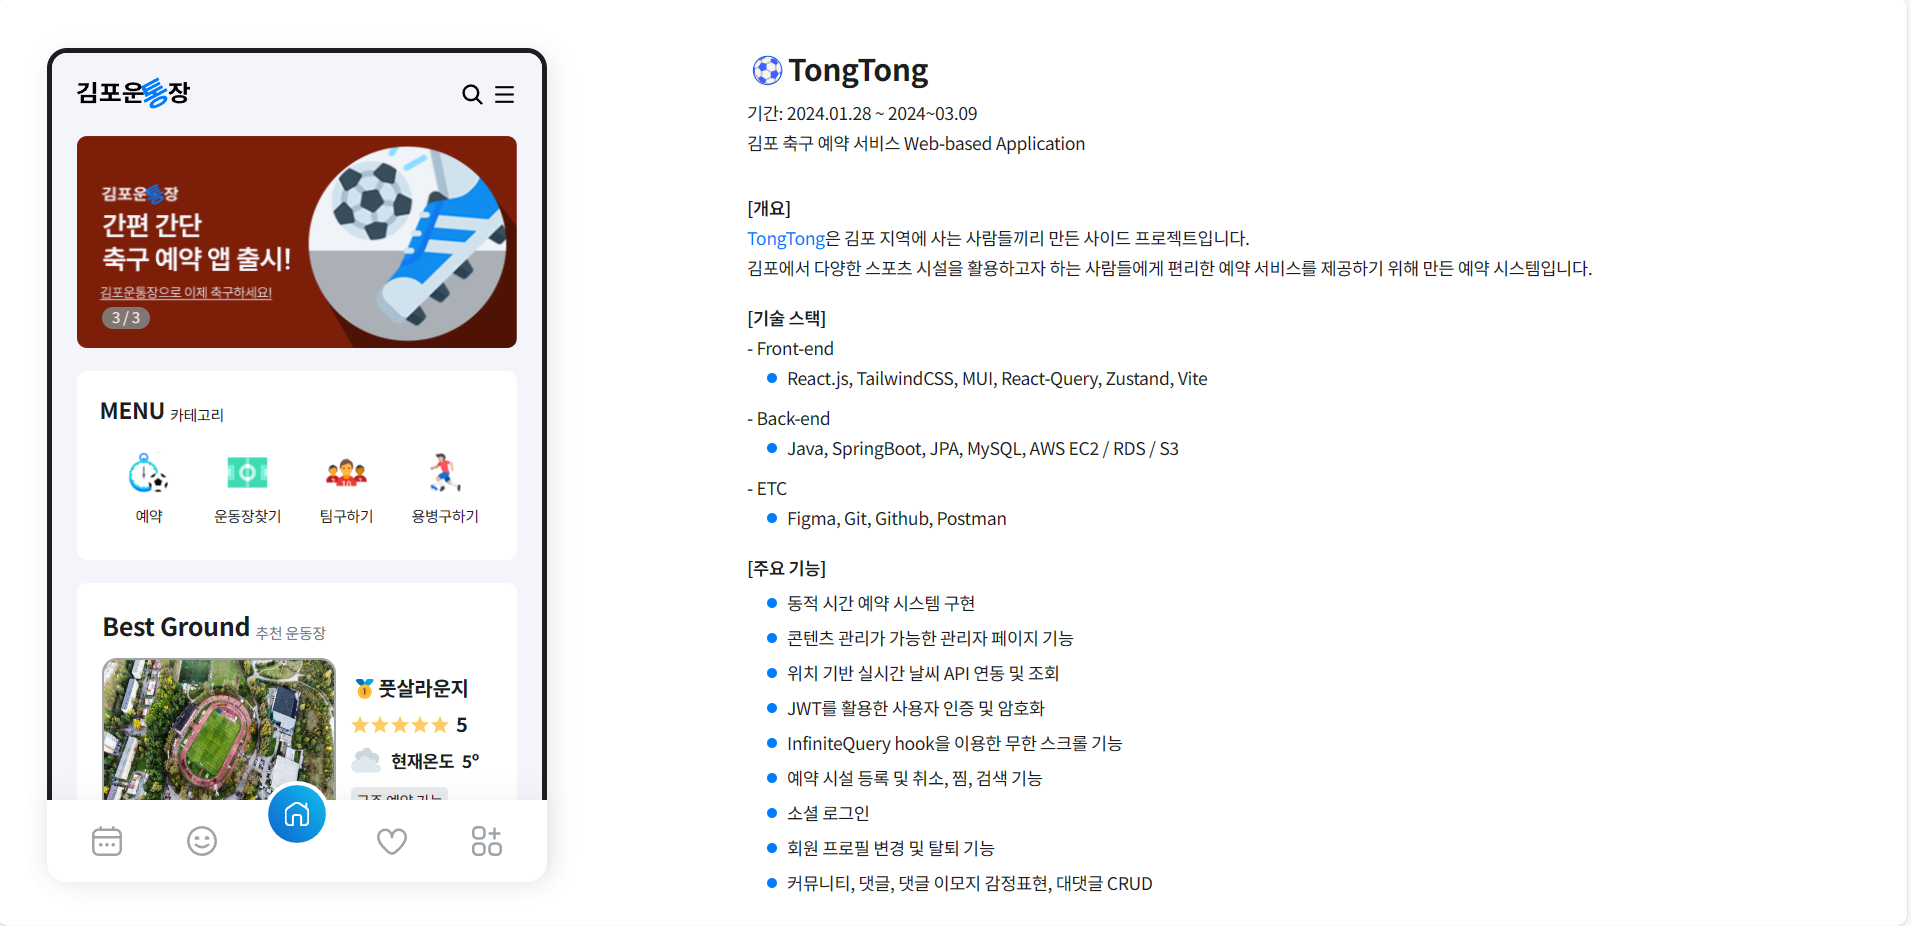 김포운통장
김포운통장
간편 간단
축구 예약 앱 출시!
김포운통장으로 이제 축구하세요!
3 / 3
MENU 카테고리
예약
운동장찾기
팀구하기
용병구하기
Best Ground 추천 운동장
풋살라운지
5
현재온도 5º
TongTong
기간: 2024.01.28 ~ 2024~03.09
김포 축구 예약 서비스 Web-based Application
[개요]
TongTong은 김포 지역에 사는 사람들끼리 만든 사이드 프로젝트입니다.
김포에서 다양한 스포츠 시설을 활용하고자 하는 사람들에게 편리한 예약 서비스를 제공하기 위해 만든 예약 시스템입니다.
[기술 스택]
- Front-end
React.js, TailwindCSS, MUI, React-Query, Zustand, Vite
- Back-end
Java, SpringBoot, JPA, MySQL, AWS EC2 / RDS / S3
- ETC
Figma, Git, Github, Postman
[주요 기능]
동적 시간 예약 시스템 구현
콘텐츠 관리가 가능한 관리자 페이지 기능
위치 기반 실시간 날씨 API 연동 및 조회
JWT를 활용한 사용자 인증 및 암호화
InfiniteQuery hook을 이용한 무한 스크롤 기능
예약 시설 등록 및 취소, 찜, 검색 기능
소셜 로그인
회원 프로필 변경 및 탈퇴 기능
커뮤니티, 댓글, 댓글 이모지 감정표현, 대댓글 CRUD